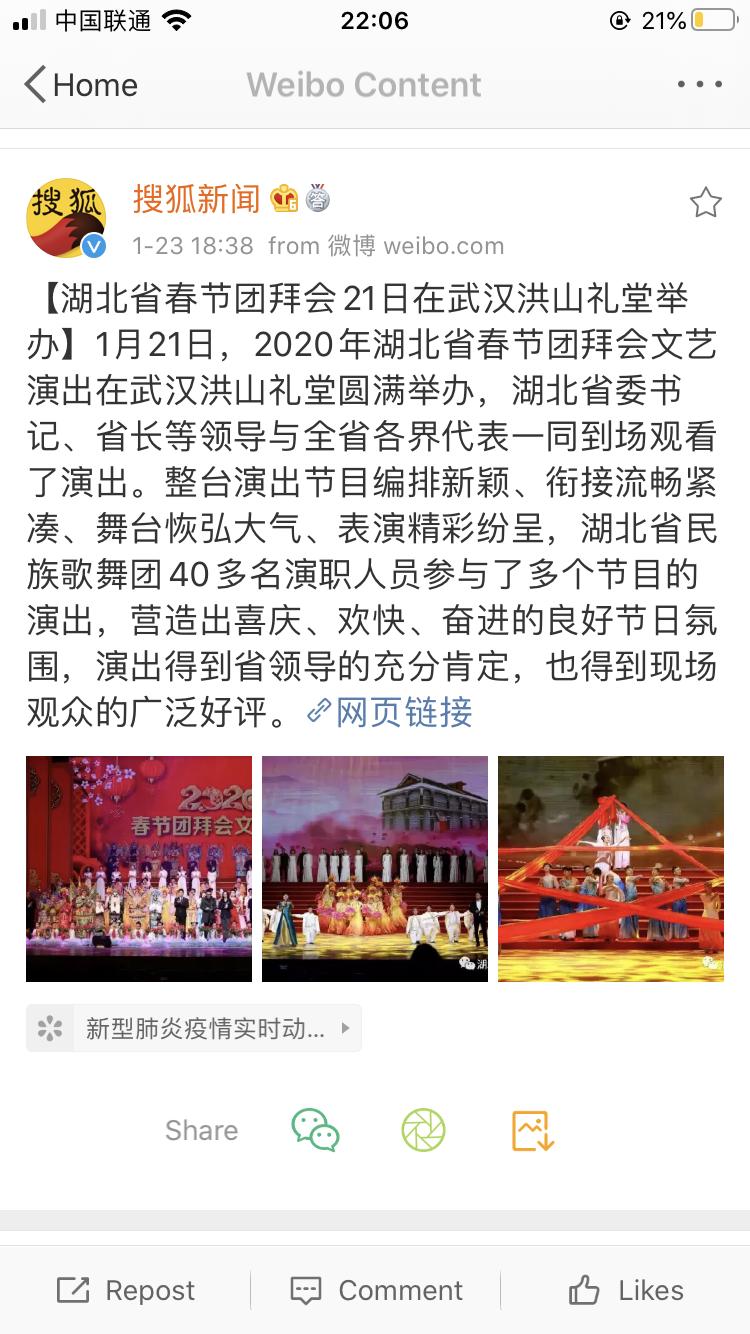 中国联通 22:06 21%
Home Weibo Content
搜狐
搜狐新闻 6 答
1-23 18:38 from 微博 weibo.com
【湖北省春节团拜会21日在武汉洪山礼堂举
办】1月21日，2020年湖北省春节团拜会文艺
演出在武汉洪山礼堂圆满举办，湖北省委书
记、省长等领导与全省各界代表一同到场观看
了演出。整台演出节目编排新颖、衔接流畅紧
凑、舞台恢弘大气、表演精彩纷呈，湖北省民
族歌舞团40多名演职人员参与了多个节目的
演出，营造出喜庆、欢快、奋进的良好节日氛
围，演出得到省领导的充分肯定，也得到现场
观众的广泛好评。网页链接
2020
春节团拜会文
湖
新型肺炎疫情实时动...
Share
Repost Comment Likes